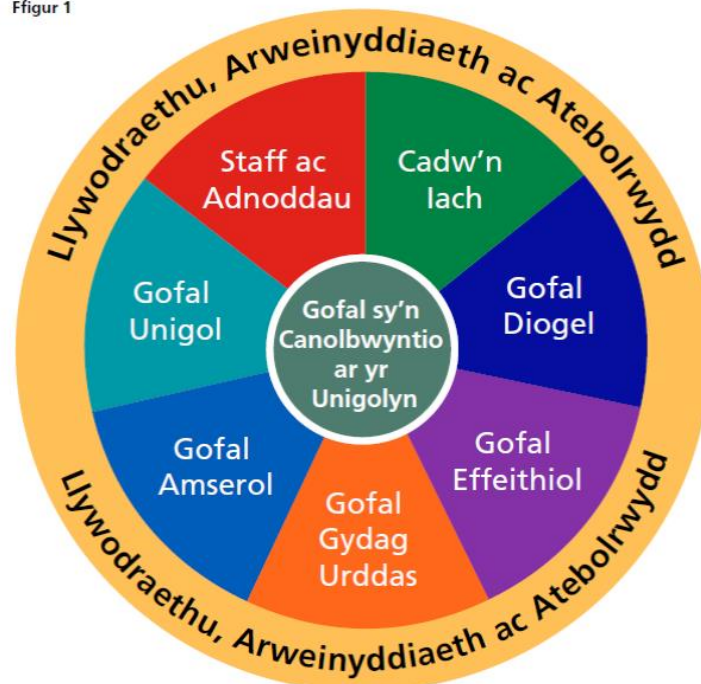 Ffigur 1
Llywodraethu, Arweinyddiaeth ac Atebolrwydd
Staff ac
Adnoddau
Cadw'n
Iach
Gofal
Diogel
Gofal
Effeithiol
Gofal
Gydag
Urddas
Gofal
Amserol
Gofal
Unigol
Gofal sy'n
Canolbwyntio
ar yr
Unigolyn
Llywodraethu, Arweinyddiaeth ac Atebolrwydd